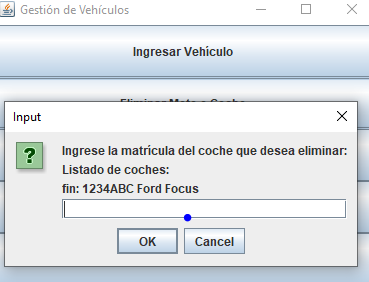 Gestión de Vehículos
Ingresar Vehículo
Input
Ingrese la matrícula del coche que desea eliminar:
Listado de coches:
fin: 1234ABC Ford Focus
OK
Cancel